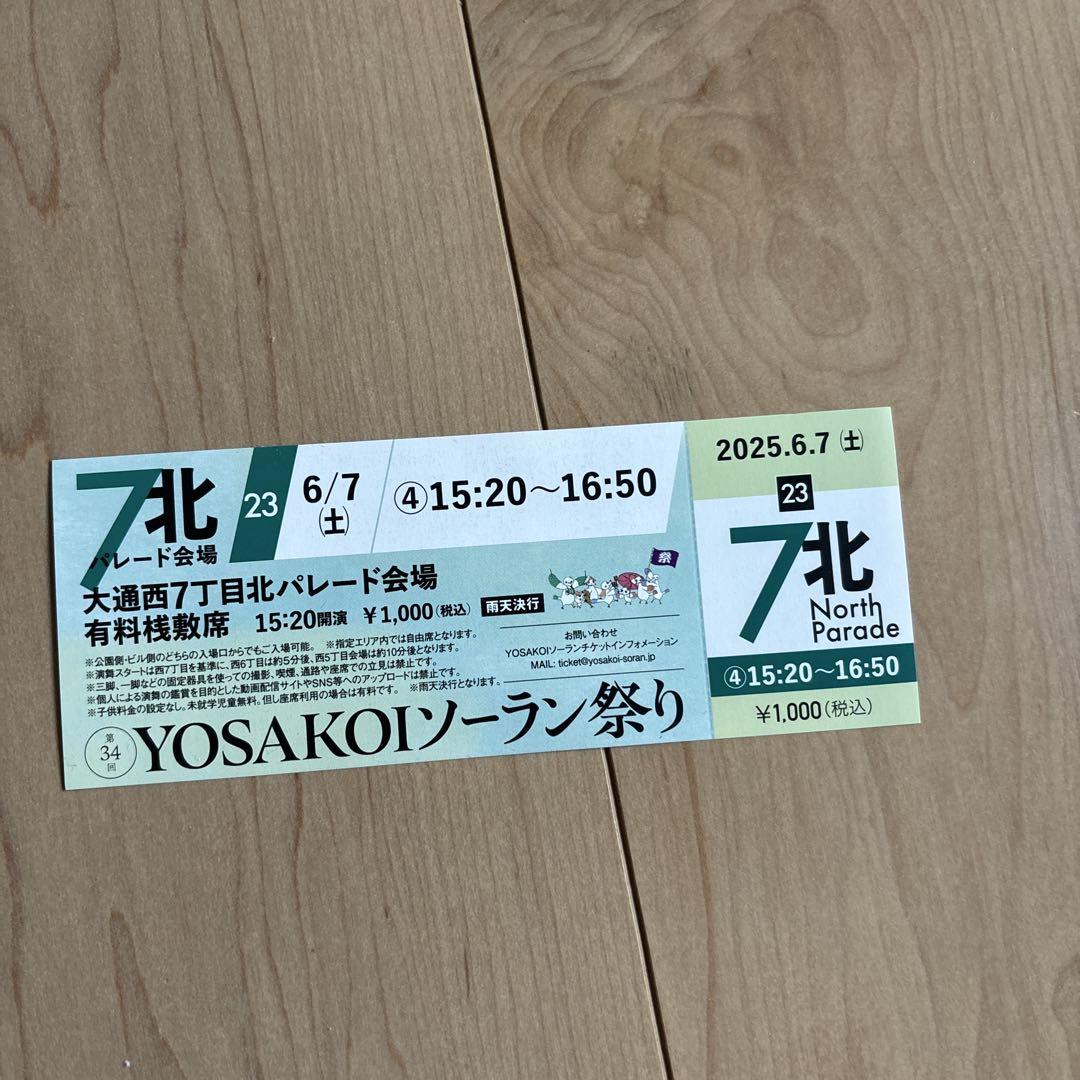 7北
パレード会場
23
6/7
(土)
④15:20〜16:50
大通西7丁目北パレード会場
有料桟敷席 15:20開演 ¥1,000(税込) 雨天決行
祭
※公園側・ビル側のどちらの入場口からでもご入場可能。 ※指定エリア内では自由席となります。
※演舞スタートは西7丁目を基準に、西6丁目は約5分後、西5丁目会場は約10分後となります。
※三脚、一脚などの固定器具を使っての撮影、喫煙、通路や座席での立見は禁止です。
※個人による演舞の鑑賞を目的とした動画配信サイトやSNS等へのアップロードは禁止です。
※子供料金の設定なし。未就学児童無料。但し座席利用の場合は有料です。 ※雨天決行となります。
お問い合わせ
YOSAKOIソーランチケットインフォメーション
MAIL: ticket@yosakoi-soran.jp
第34回
YOSAKOIソーラン祭り
2025.6.7(土)
23
7北
North
Parade
④15:20〜16:50
¥1,000(税込)